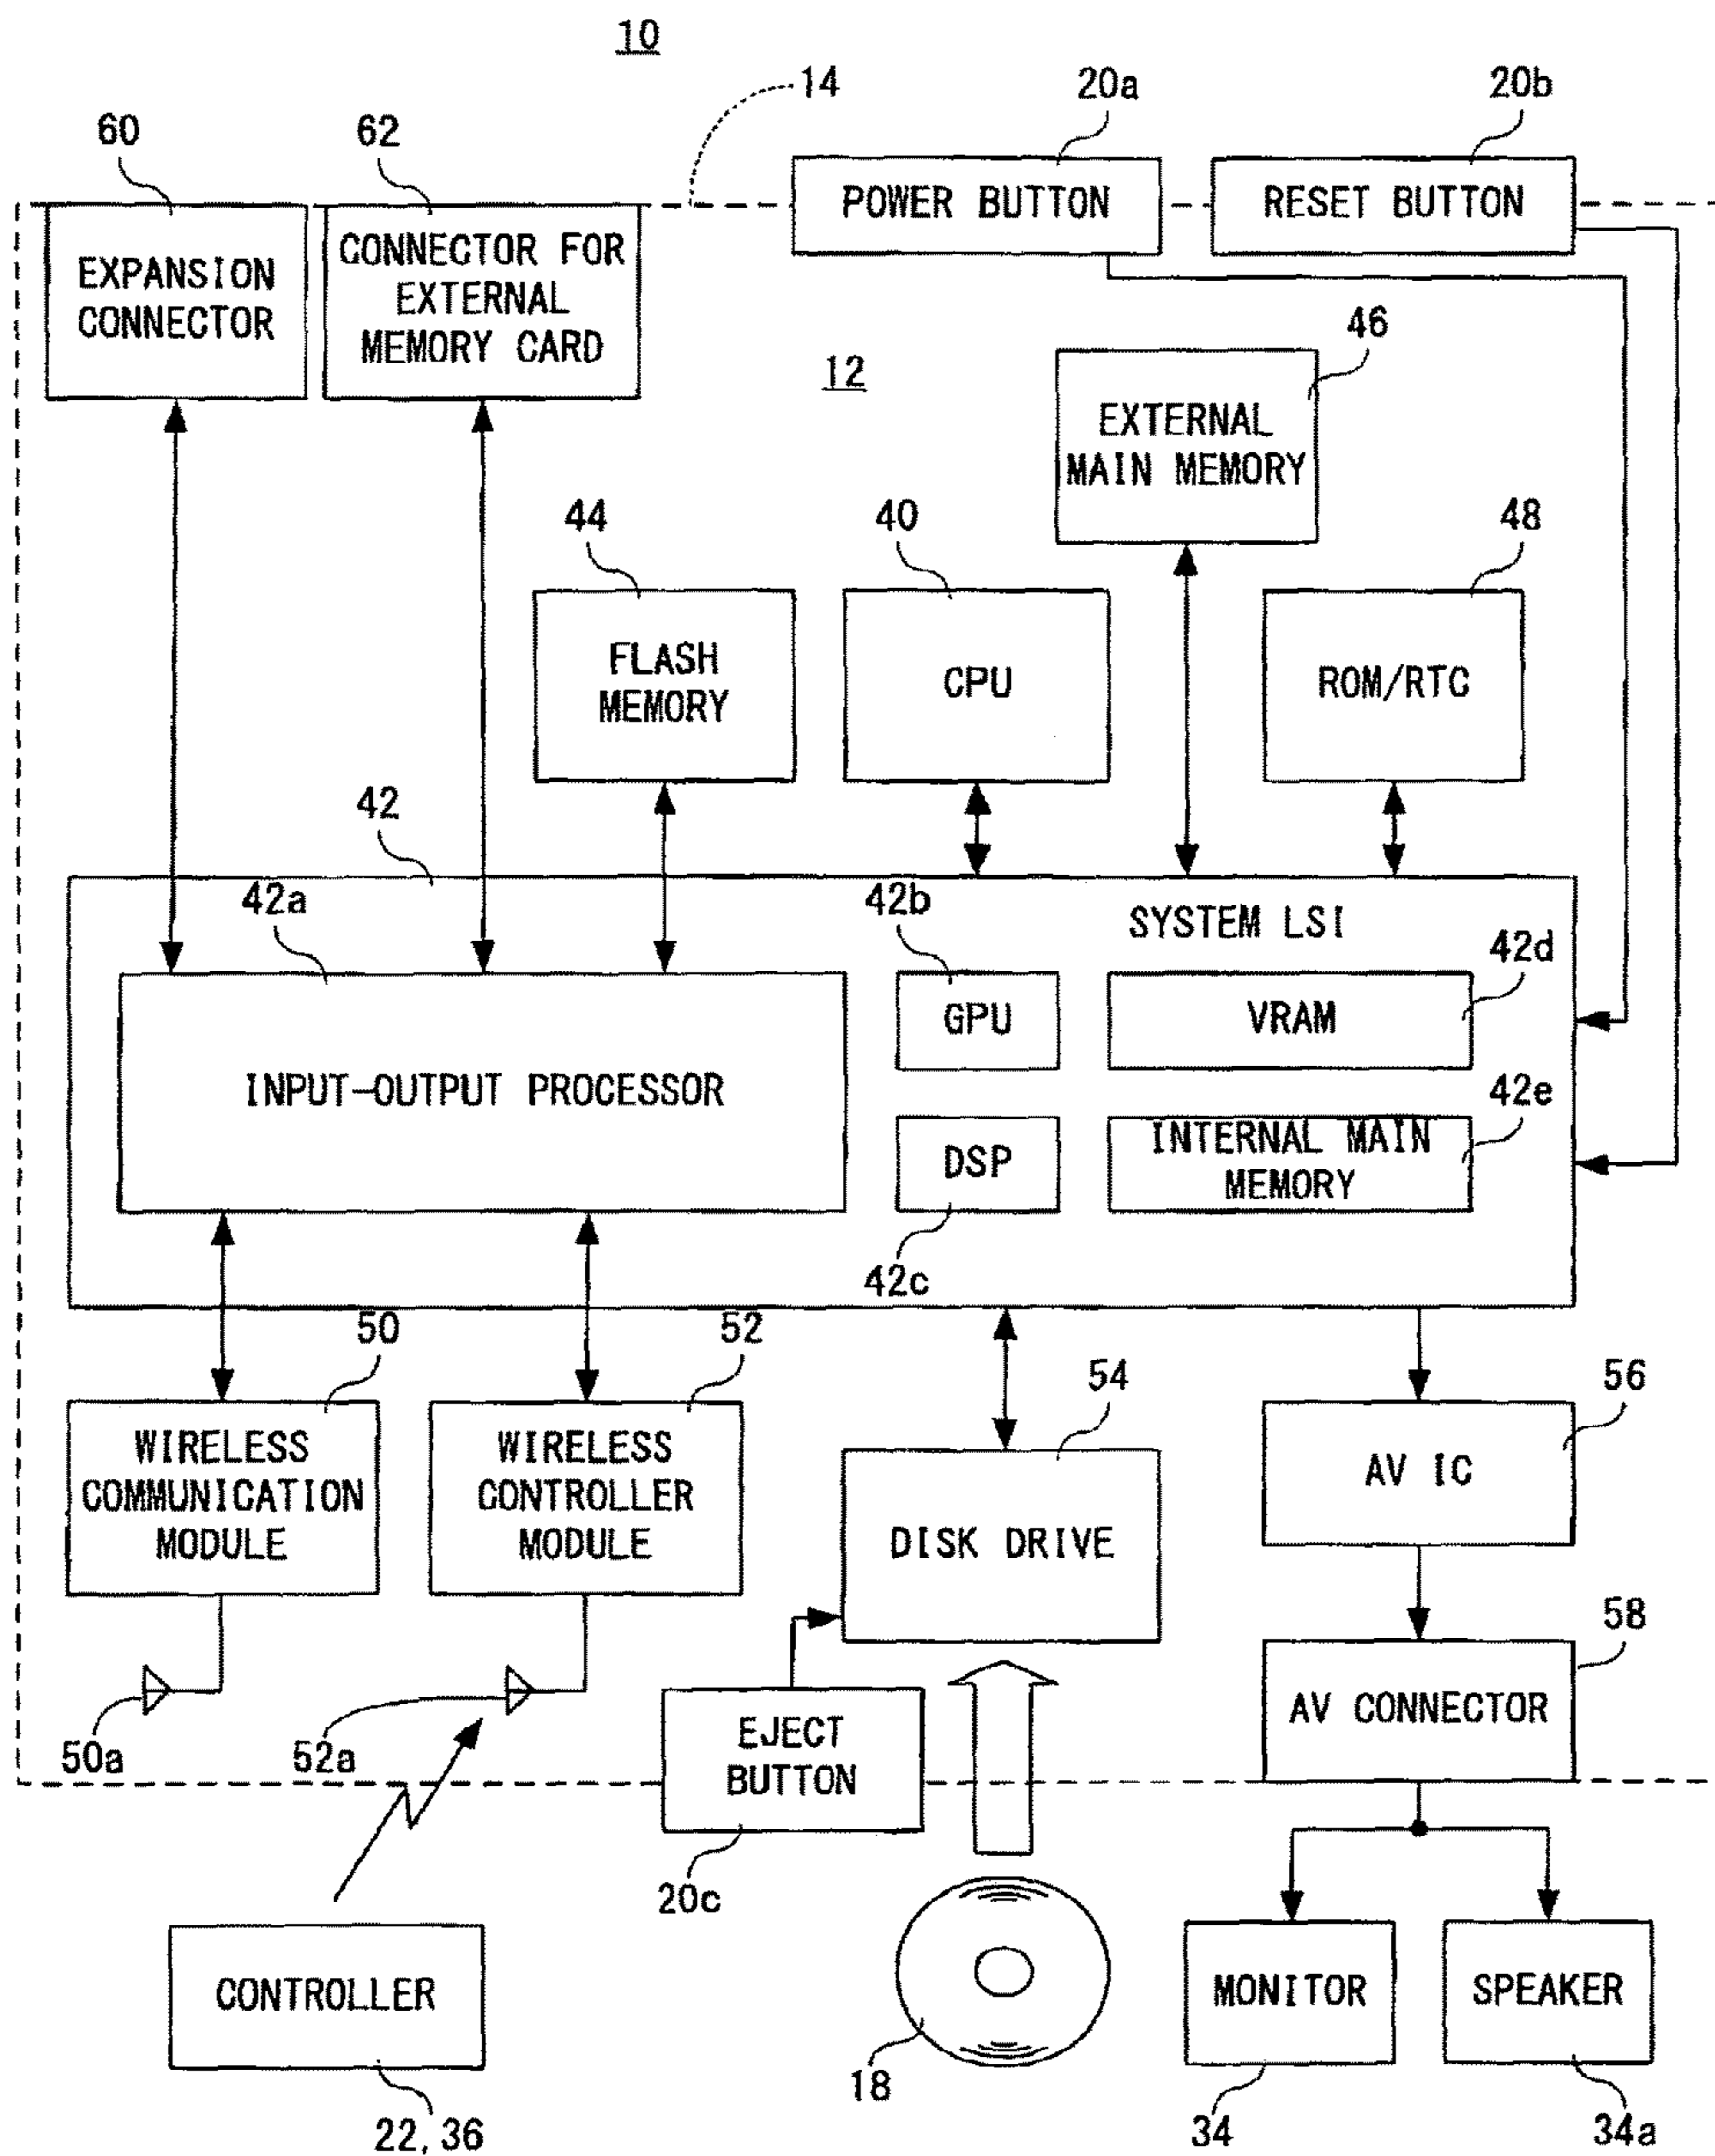 10
14
20a
20b
60
62
POWER BUTTON
RESET BUTTON
EXPANSION
CONNECTOR
CONNECTOR FOR
EXTERNAL
MEMORY CARD
12
46
EXTERNAL
MAIN MEMORY
44
40
48
FLASH
MEMORY
CPU
ROM/RTC
42
42a
42b
SYSTEM LSI
42d
GPU
VRAM
INPUT-OUTPUT PROCESSOR
42e
DSP
INTERNAL MAIN
MEMORY
42c
50
52
54
56
WIRELESS
COMMUNICATION
MODULE
WIRELESS
CONTROLLER
MODULE
DISK DRIVE
AV IC
58
50a
52a
EJECT
BUTTON
AV CONNECTOR
20c
CONTROLLER
MONITOR
SPEAKER
18
22, 36
34
34a